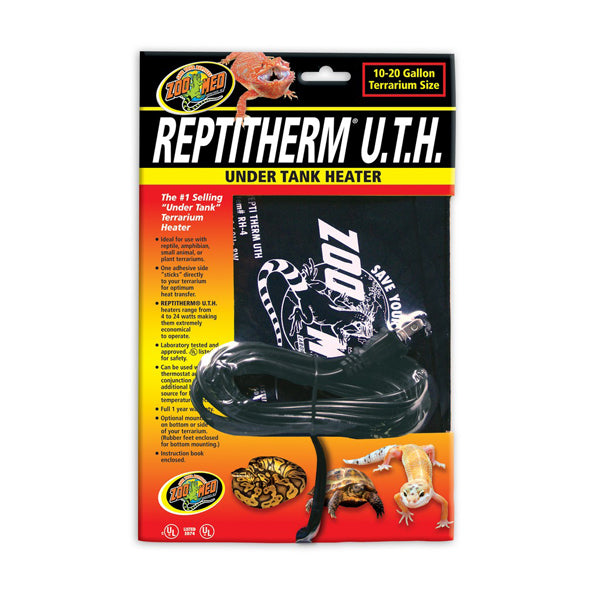 ZOO MED
10-20 Gallon
Terrarium Size
REPTITHERM® U.T.H.
UNDER TANK HEATER
The #1 Selling
"Under Tank"
Terrarium
Heater
• Ideal for use with
reptile, amphibian,
small animal, or
plant terrariums.
• One adhesive side
"sticks" directly
to your terrarium
for optimum
heat transfer.
• REPTITHERM® U.T.H.
heaters range from
4 to 24 watts making
them extremely
economical
to operate.
• Laboratory tested and
approved. UL
for safety.
• Can be used
thermostat
conjunction
additional
source for
• Full 1 year
• Optional
on bottom or side
of your terrarium.
(Rubber feet enclosed
for bottom mounting.)
• Instruction book
enclosed.
REPTI THERM UTH
RH-4
ZOO M
SAVE YOUR
ZOO MED
UL
LISTED
UL